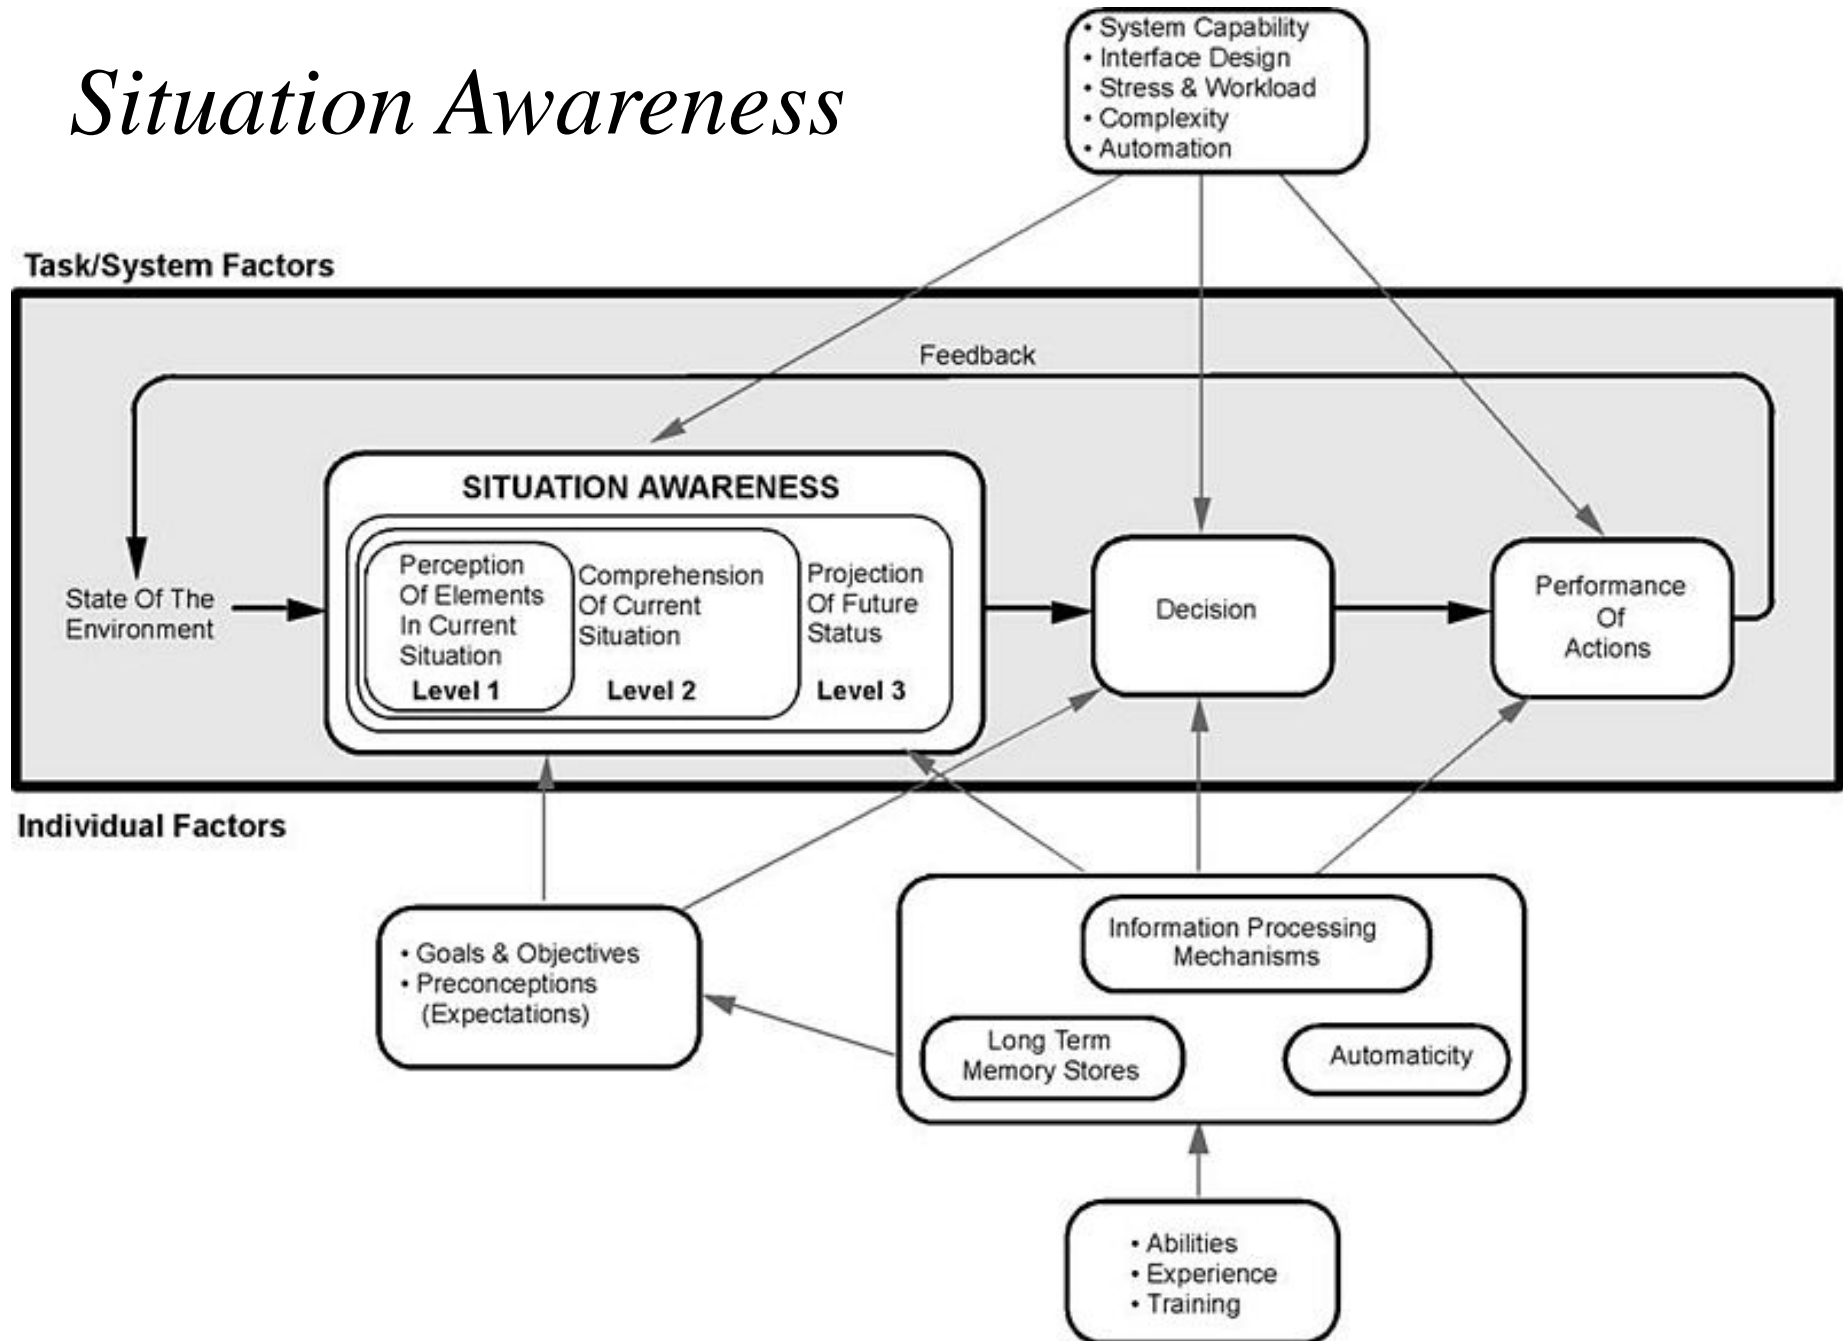 Situation Awareness
• System Capability
• Interface Design
• Stress & Workload
• Complexity
• Automation
Task/System Factors
Feedback
SITUATION AWARENESS
State Of The
Environment
Perception
Of Elements
In Current
Situation
Level 1
Comprehension
Of Current
Situation
Level 2
Projection
Of Future
Status
Level 3
Decision
Performance
Of
Actions
Individual Factors
• Goals & Objectives
• Preconceptions
(Expectations)
Information Processing
Mechanisms
Long Term
Memory Stores
Automaticity
• Abilities
• Experience
• Training